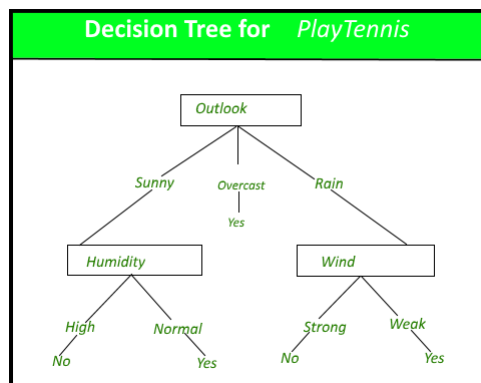 Decision Tree for PlayTennis
Outlook
Sunny
Overcast
Rain
Yes
Humidity
Wind
High
Normal
Strong
Weak
No
Yes
No
Yes